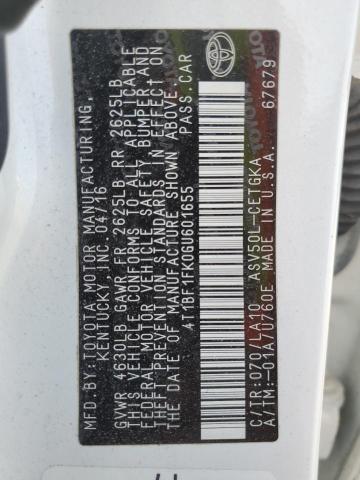 MFD.BY:TOYOTA MOTOR MANUFACTURING,
KENTUCKY, INC. 04/16
GVWR 4630LB GAWR FR 2625LB RR 2625LB
THIS VEHICLE CONFORMS TO ALL APPLICABLE
FEDERAL MOTOR VEHICLE SAFETY, BUMPER AND
THEFT PREVENTION STANDARDS IN EFFECT ON
THE DATE OF MANUFACTURE SHOWN ABOVE.
4T1BF1FK0GU601655 PASS.CAR
C/TR:070/LA10 ASV50L-CETGKA
A/TM:-01A/U760E MADE IN U.S.A. 67679
TOYOTA